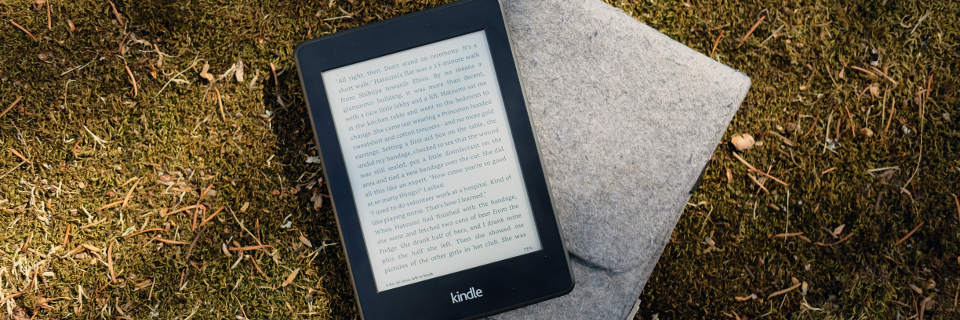 "All right, then. Don't stand on ceremony. It's a
short walk." Hatsumi's flat was a 15-minute walk
from Shibuya towards Ebisu. By no means a
glamorous building, it was more than decent,
with a nice little lobby and a lift. Hatsumi sat me
at the kitchen table and went to the bedroom to
change. She came out wearing a Princeton hooded
sweatshirt and cotton trousers - and no more gold
earrings. Setting a first-aid box on the table, she
undid my bandage, checked to see that the wound
was still sealed, put a little disinfectant on the
area and tied a new bandage over the cut. She did
all this like an expert. "How come you're so good
at so many things?" I asked.
"I used to do volunteer work at a hospital. Kind of
like playing nurse. That's how I learned."
When Hatsumi had finished with the bandage,
she went and fetched two cans of beer from the
fridge. She drank half of hers, and I drank mine
plus the half she left. Then she showed me
pictures of the other girls in her club. She was
kindle